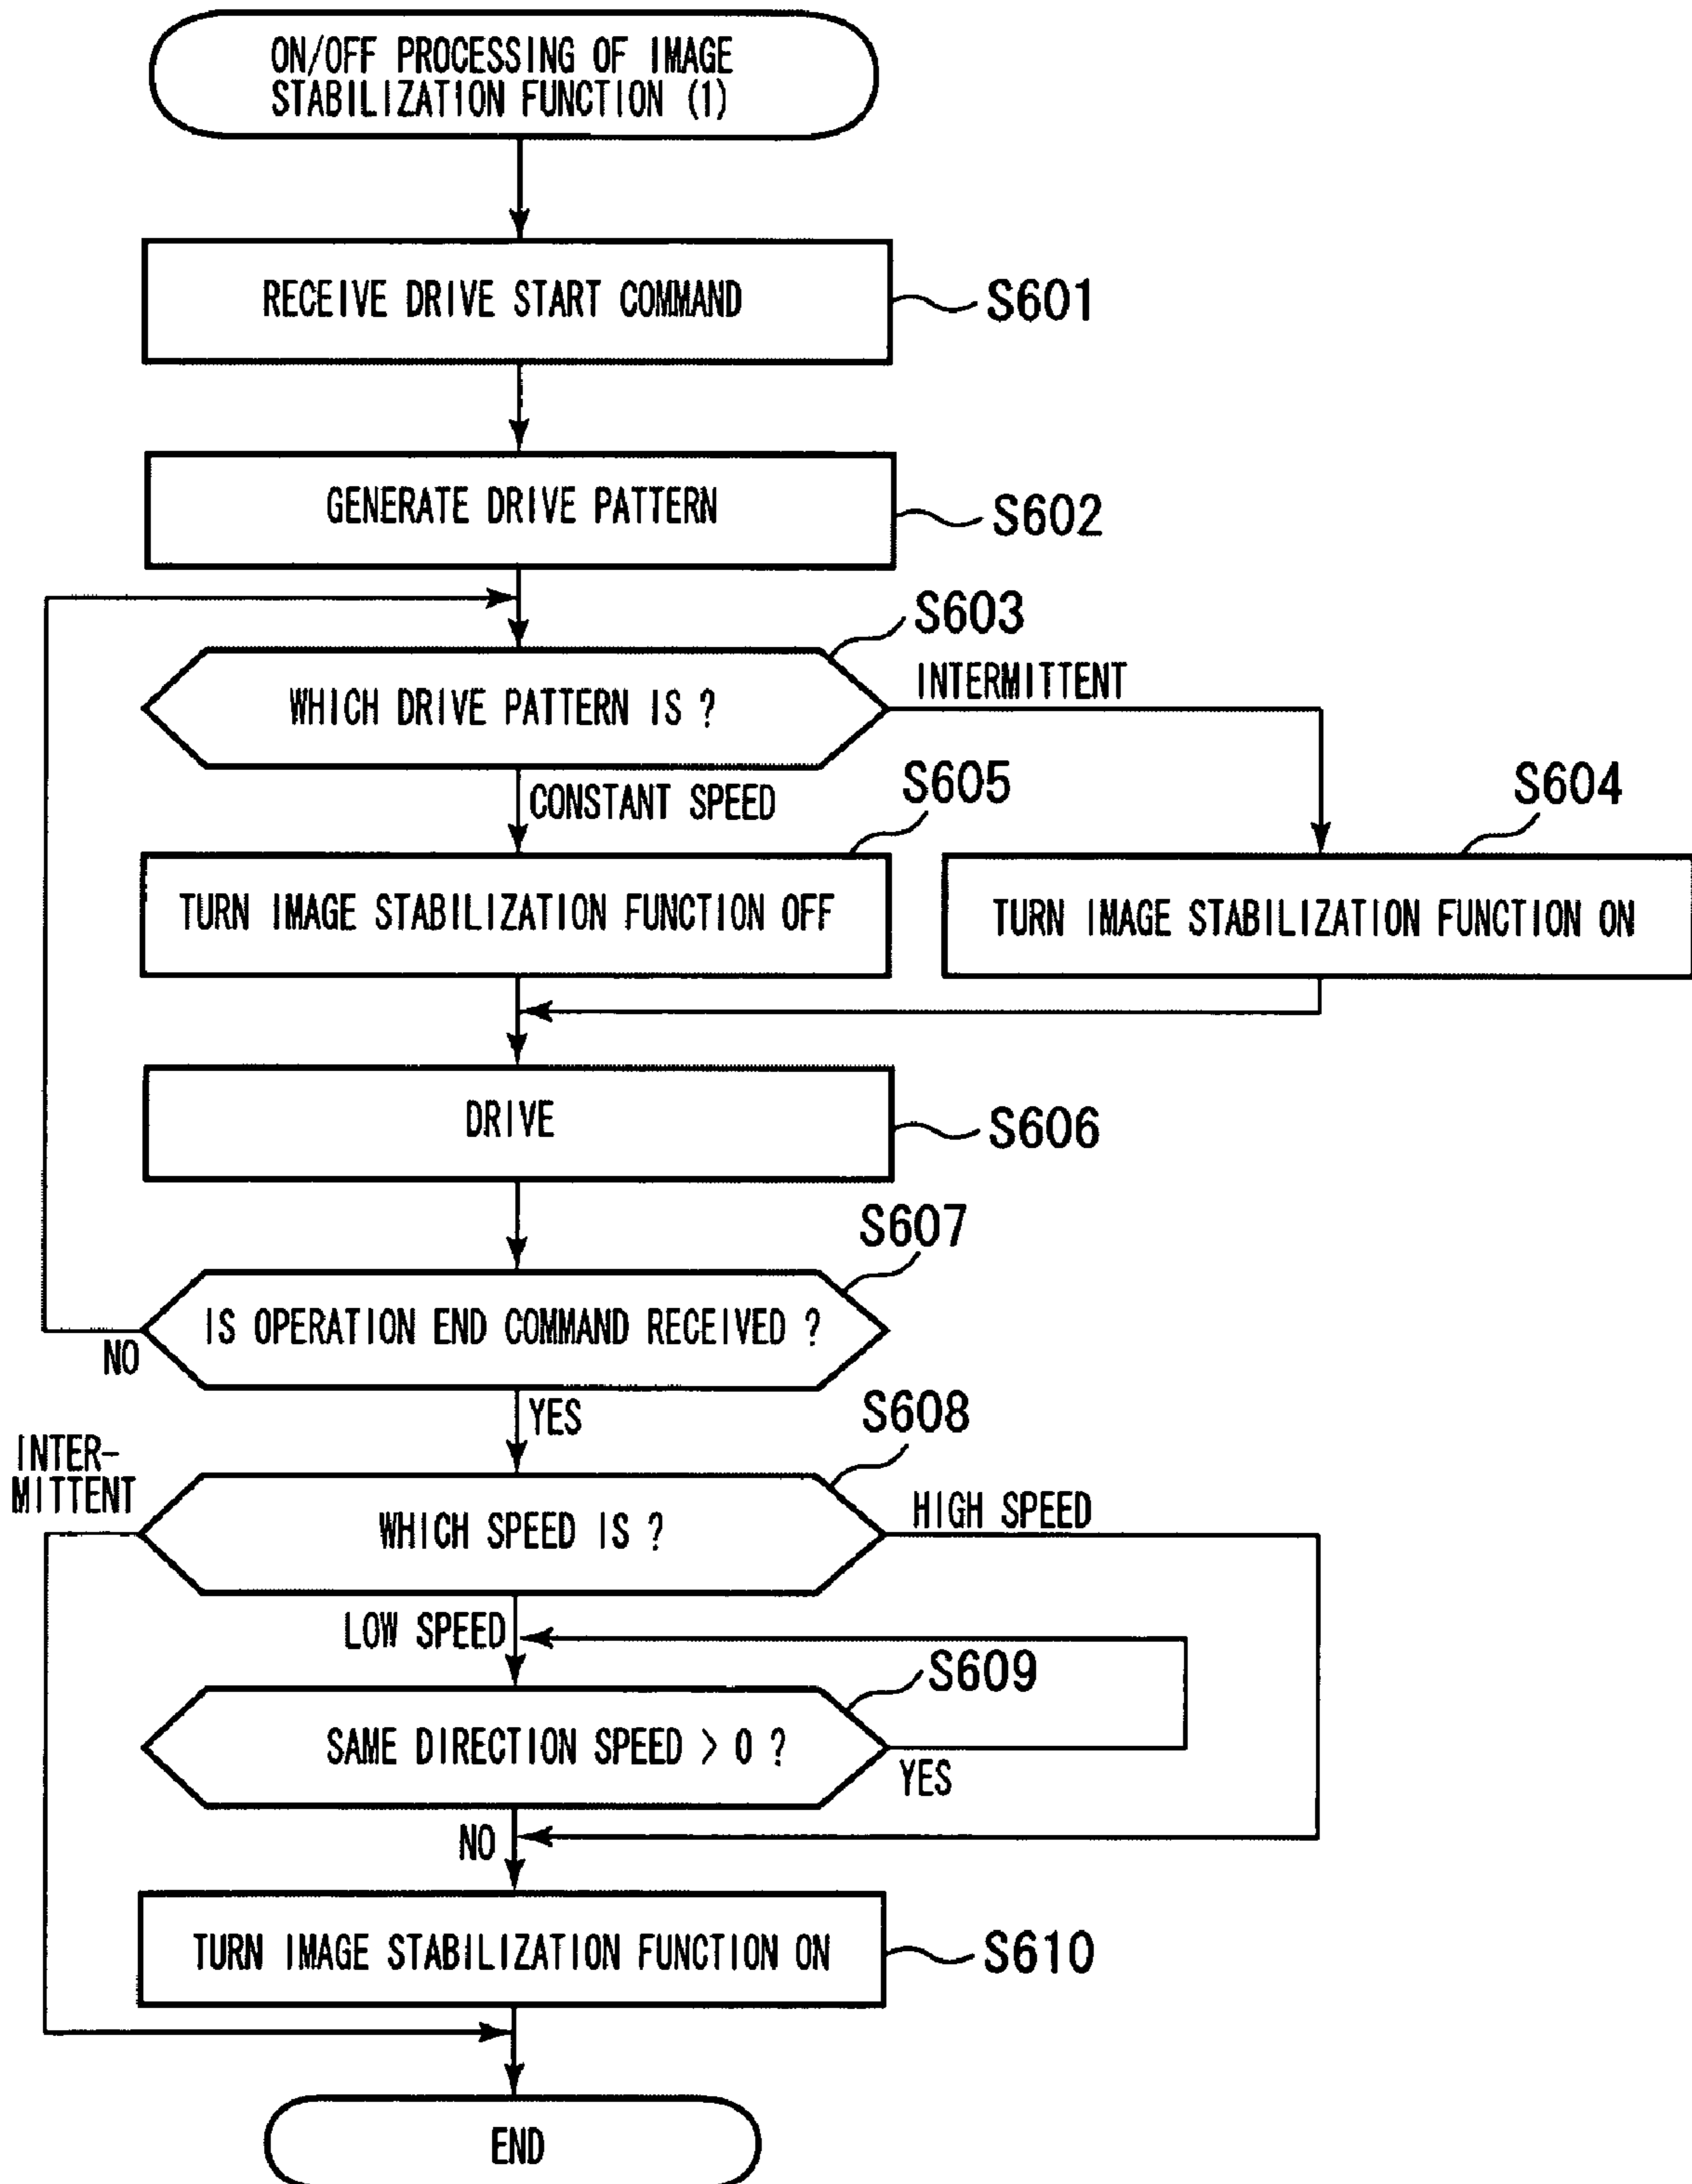 ON/OFF PROCESSING OF IMAGE
STABILIZATION FUNCTION (1)
RECEIVE DRIVE START COMMAND
S601
GENERATE DRIVE PATTERN
S602
S603
WHICH DRIVE PATTERN IS ?
INTERMITTENT
CONSTANT SPEED
S605
S604
TURN IMAGE STABILIZATION FUNCTION OFF
TURN IMAGE STABILIZATION FUNCTION ON
DRIVE
S606
S607
IS OPERATION END COMMAND RECEIVED ?
NO
YES
S608
INTER-
MITTENT
WHICH SPEED IS ?
HIGH SPEED
LOW SPEED
S609
SAME DIRECTION SPEED > 0 ?
YES
NO
TURN IMAGE STABILIZATION FUNCTION ON
S610
END